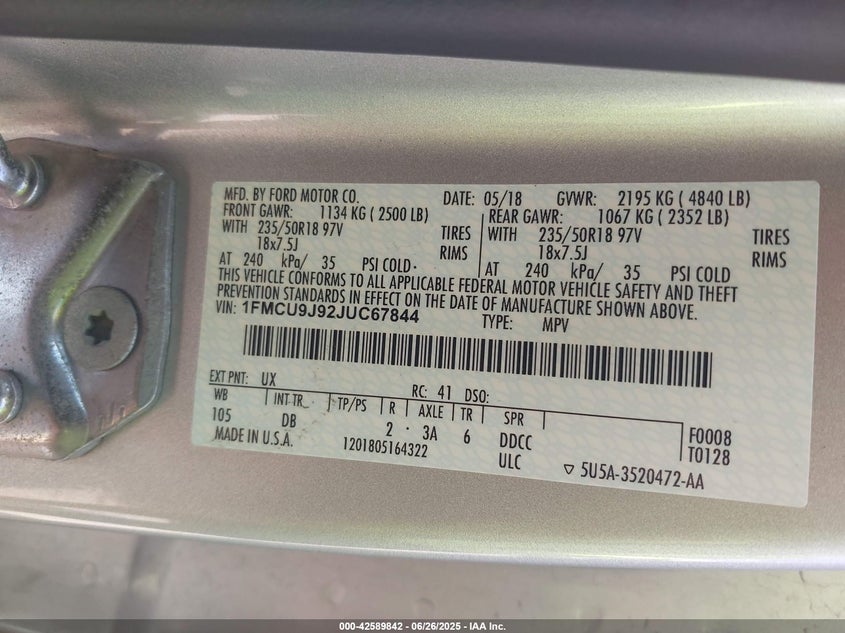 MFD. BY FORD MOTOR CO. DATE: 05/18 GVWR: 2195 KG ( 4840 LB)
FRONT GAWR: 1134 KG ( 2500 LB) REAR GAWR: 1067 KG ( 2352 LB)
WITH 235/50R18 97V TIRES WITH 235/50R18 97V TIRES
18x7.5J RIMS 18x7.5J RIMS
AT 240 kPa/ 35 PSI COLD AT 240 kPa/ 35 PSI COLD
THIS VEHICLE CONFORMS TO ALL APPLICABLE FEDERAL MOTOR VEHICLE SAFETY AND THEFT
PREVENTION STANDARDS IN EFFECT ON THE DATE OF MANUFACTURE SHOWN ABOVE.
VIN: 1FMCU9J92JUC67844 TYPE: MPV
EXT PNT: UX RC: 41 DSO:
WB INT TR TP/PS R AXLE TR SPR
105 DB 2 3A 6 DDCC F0008
MADE IN U.S.A. 1201805164322 ULC T0128
▽ 5U5A-3520472-AA
000-42589842 - 06/26/2025 - IAA Inc.